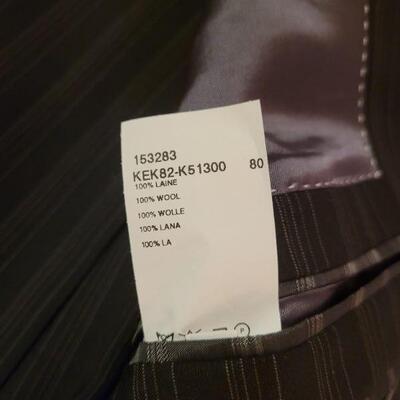 153283
KEK82-K51300 80
100% LAINE
100% WOOL
100% WOLLE
100% LANA
100% LA
P